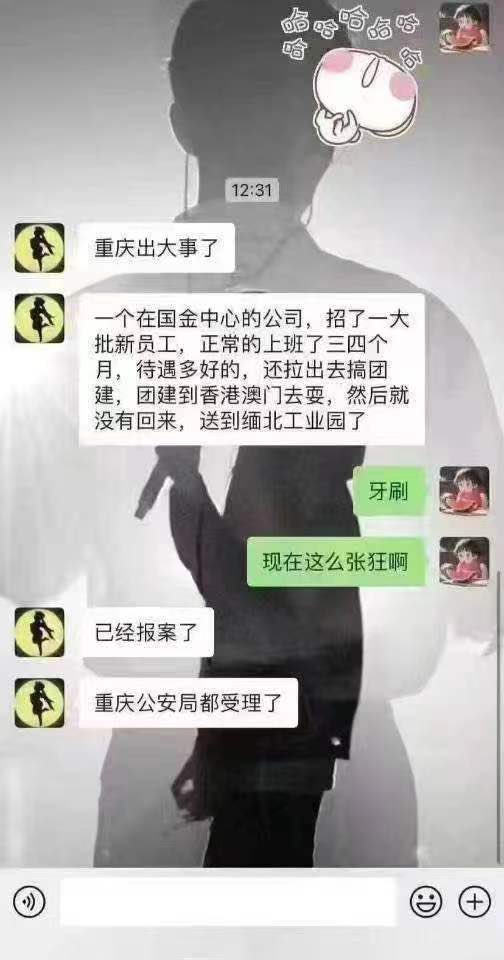 哈哈哈哈哈
哈 哈
12:31
重庆出大事了
一个在国金中心的公司，招了一大
批新员工，正常的上班了三四个
月，待遇多好的，还拉出去搞团
建，团建到香港澳门去耍，然后就
没有回来，送到缅北工业园了
牙刷
现在这么张狂啊
已经报案了
重庆公安局都受理了